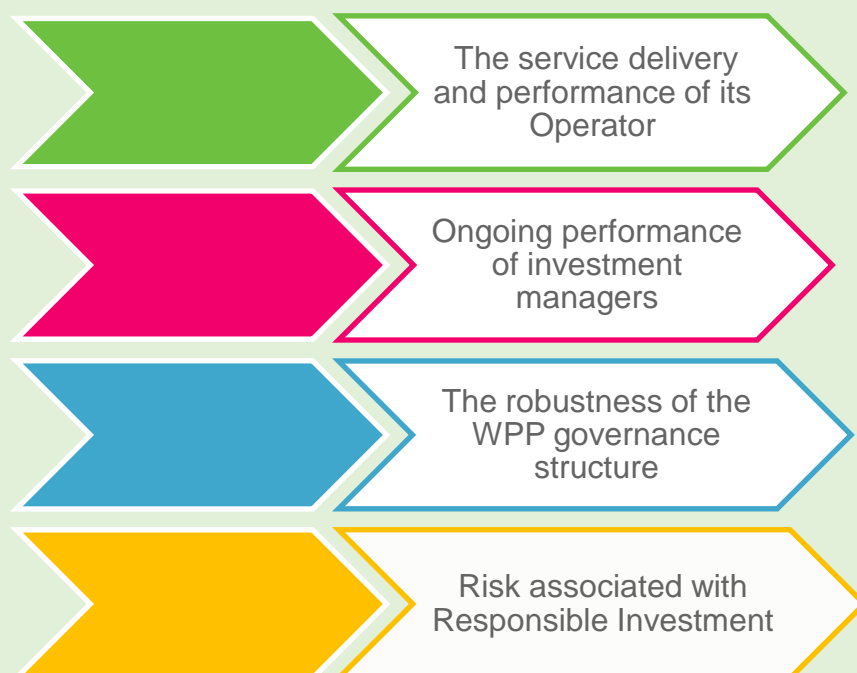 The service delivery
and performance of its
Operator
Ongoing performance
of investment
managers
The robustness of the
WPP governance
structure
Risk associated with
Responsible Investment